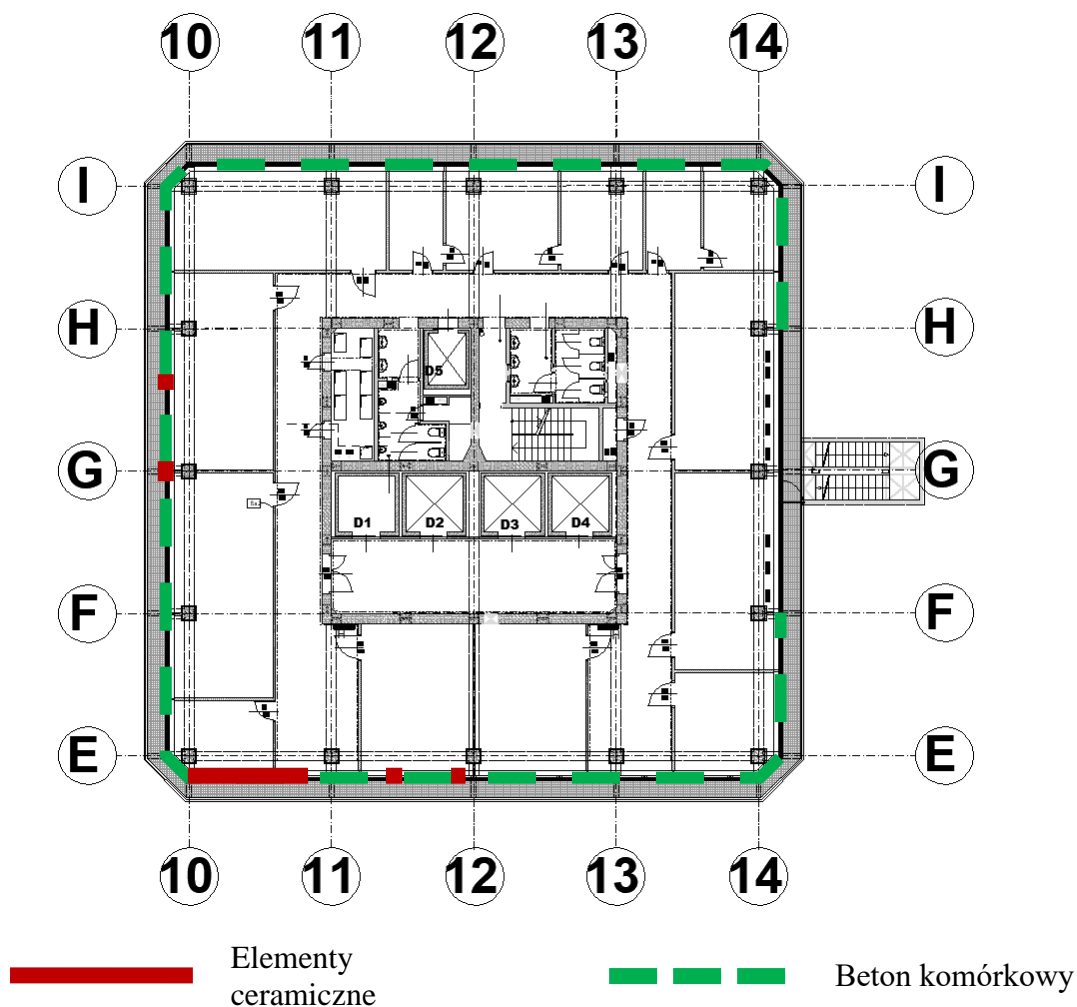 10 11 12 13 14
I I
H H
D5
G G
D1 D2 D3 D4
F F
E E
10 11 12 13 14
Elementy
ceramiczne
Beton komórkowy